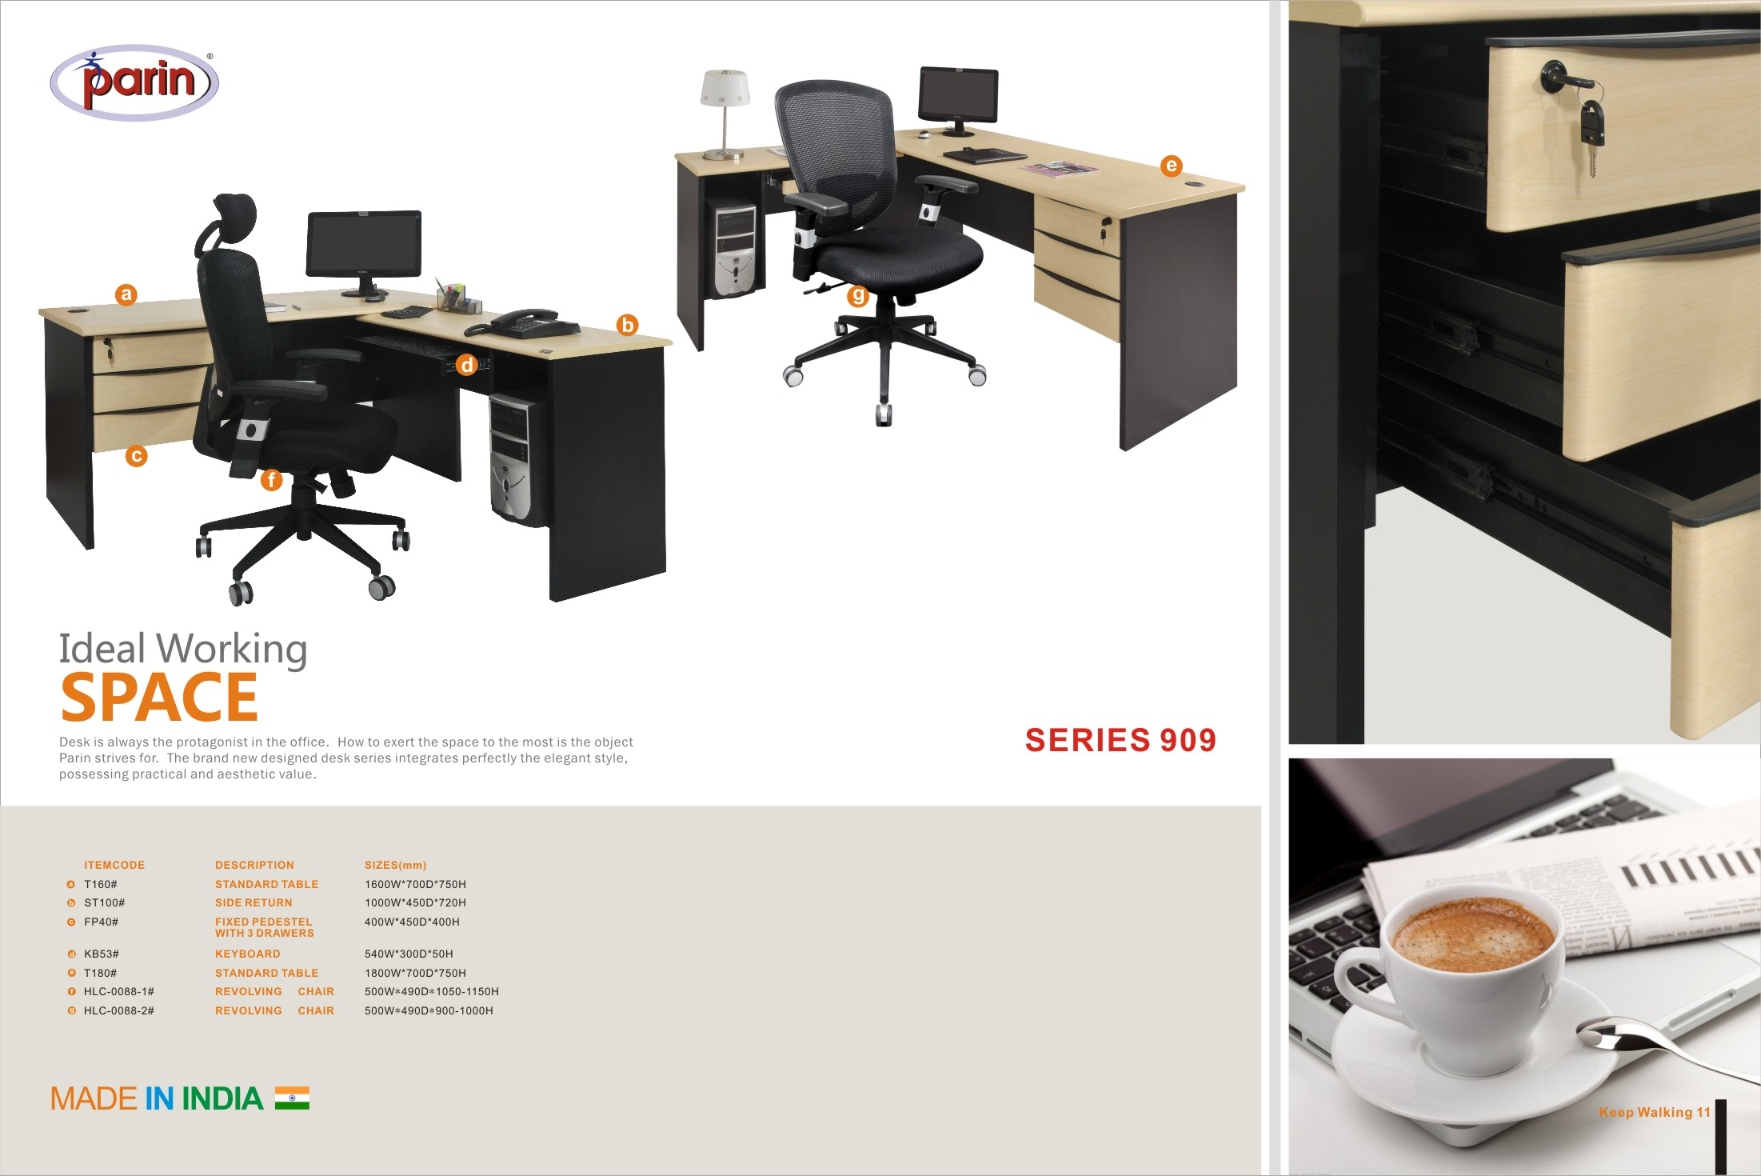 parin®
a
b
c
d
e
f
g
Ideal Working
SPACE
Desk is always the protagonist in the office. How to exert the space to the most is the object
Parin strives for. The brand new designed desk series integrates perfectly the elegant style,
possessing practical and aesthetic value.
SERIES 909
ITEMCODE DESCRIPTION SIZES(mm)
a T160# STANDARD TABLE 1600W*700D*750H
b ST100# SIDE RETURN 1000W*450D*720H
c FP40# FIXED PEDESTEL 400W*450D*400H
WITH 3 DRAWERS
d KB53# KEYBOARD 540W*300D*50H
e T180# STANDARD TABLE 1800W*700D*750H
f HLC-0088-1# REVOLVING CHAIR 500W*490D*1050-1150H
g HLC-0088-2# REVOLVING CHAIR 500W*490D*900-1000H
MADE IN INDIA
Keep Walking 11